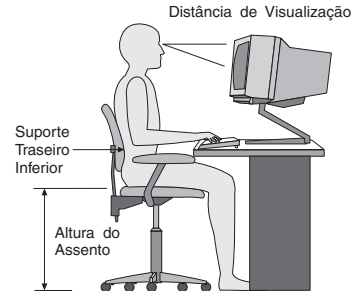 Distância de Visualização
Suporte
Traseiro
Inferior
Altura do
Assento